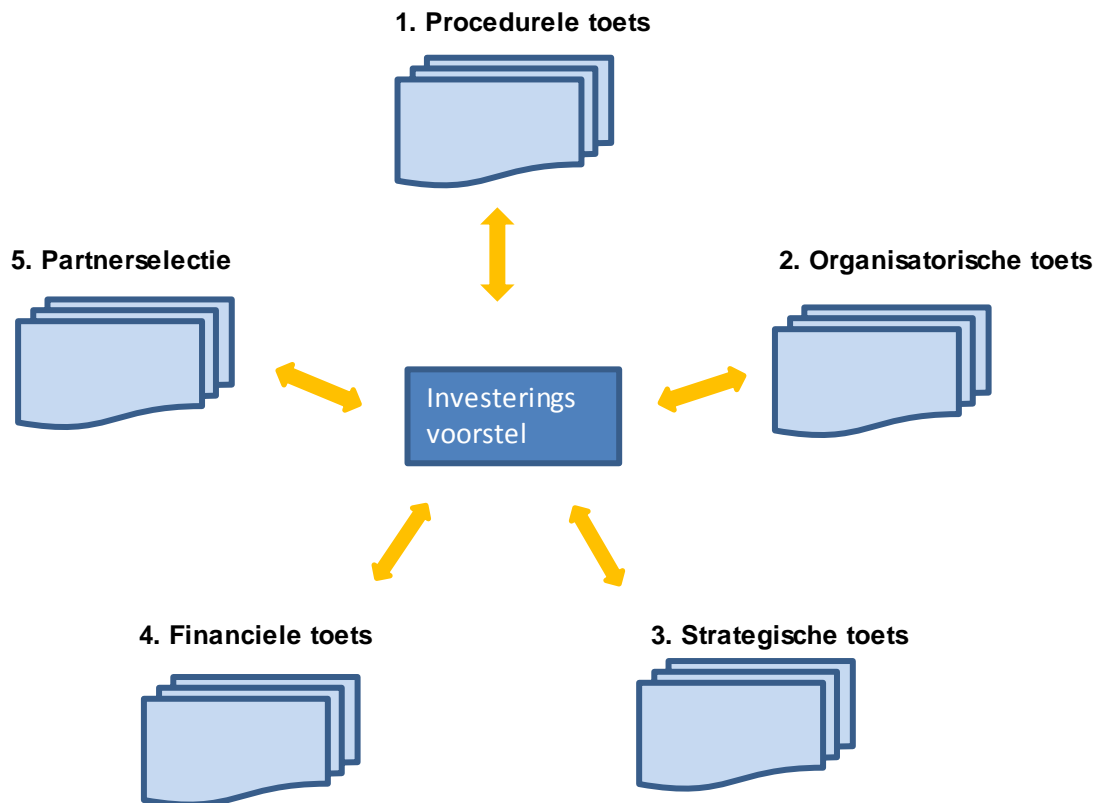 1. Procedurele toets
5. Partnerselectie
2. Organisatorische toets
Investerings
voorstel
4. Financiele toets
3. Strategische toets